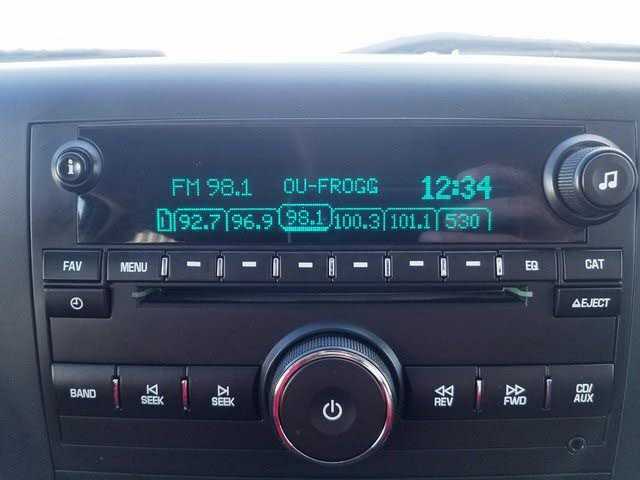 FM 98.1 OU-FROGG 12:34
92.7 96.9 98.1 100.3 101.1 530
FAV MENU EQ CAT
EJECT
BAND SEEK SEEK REV FWD CD/AUX